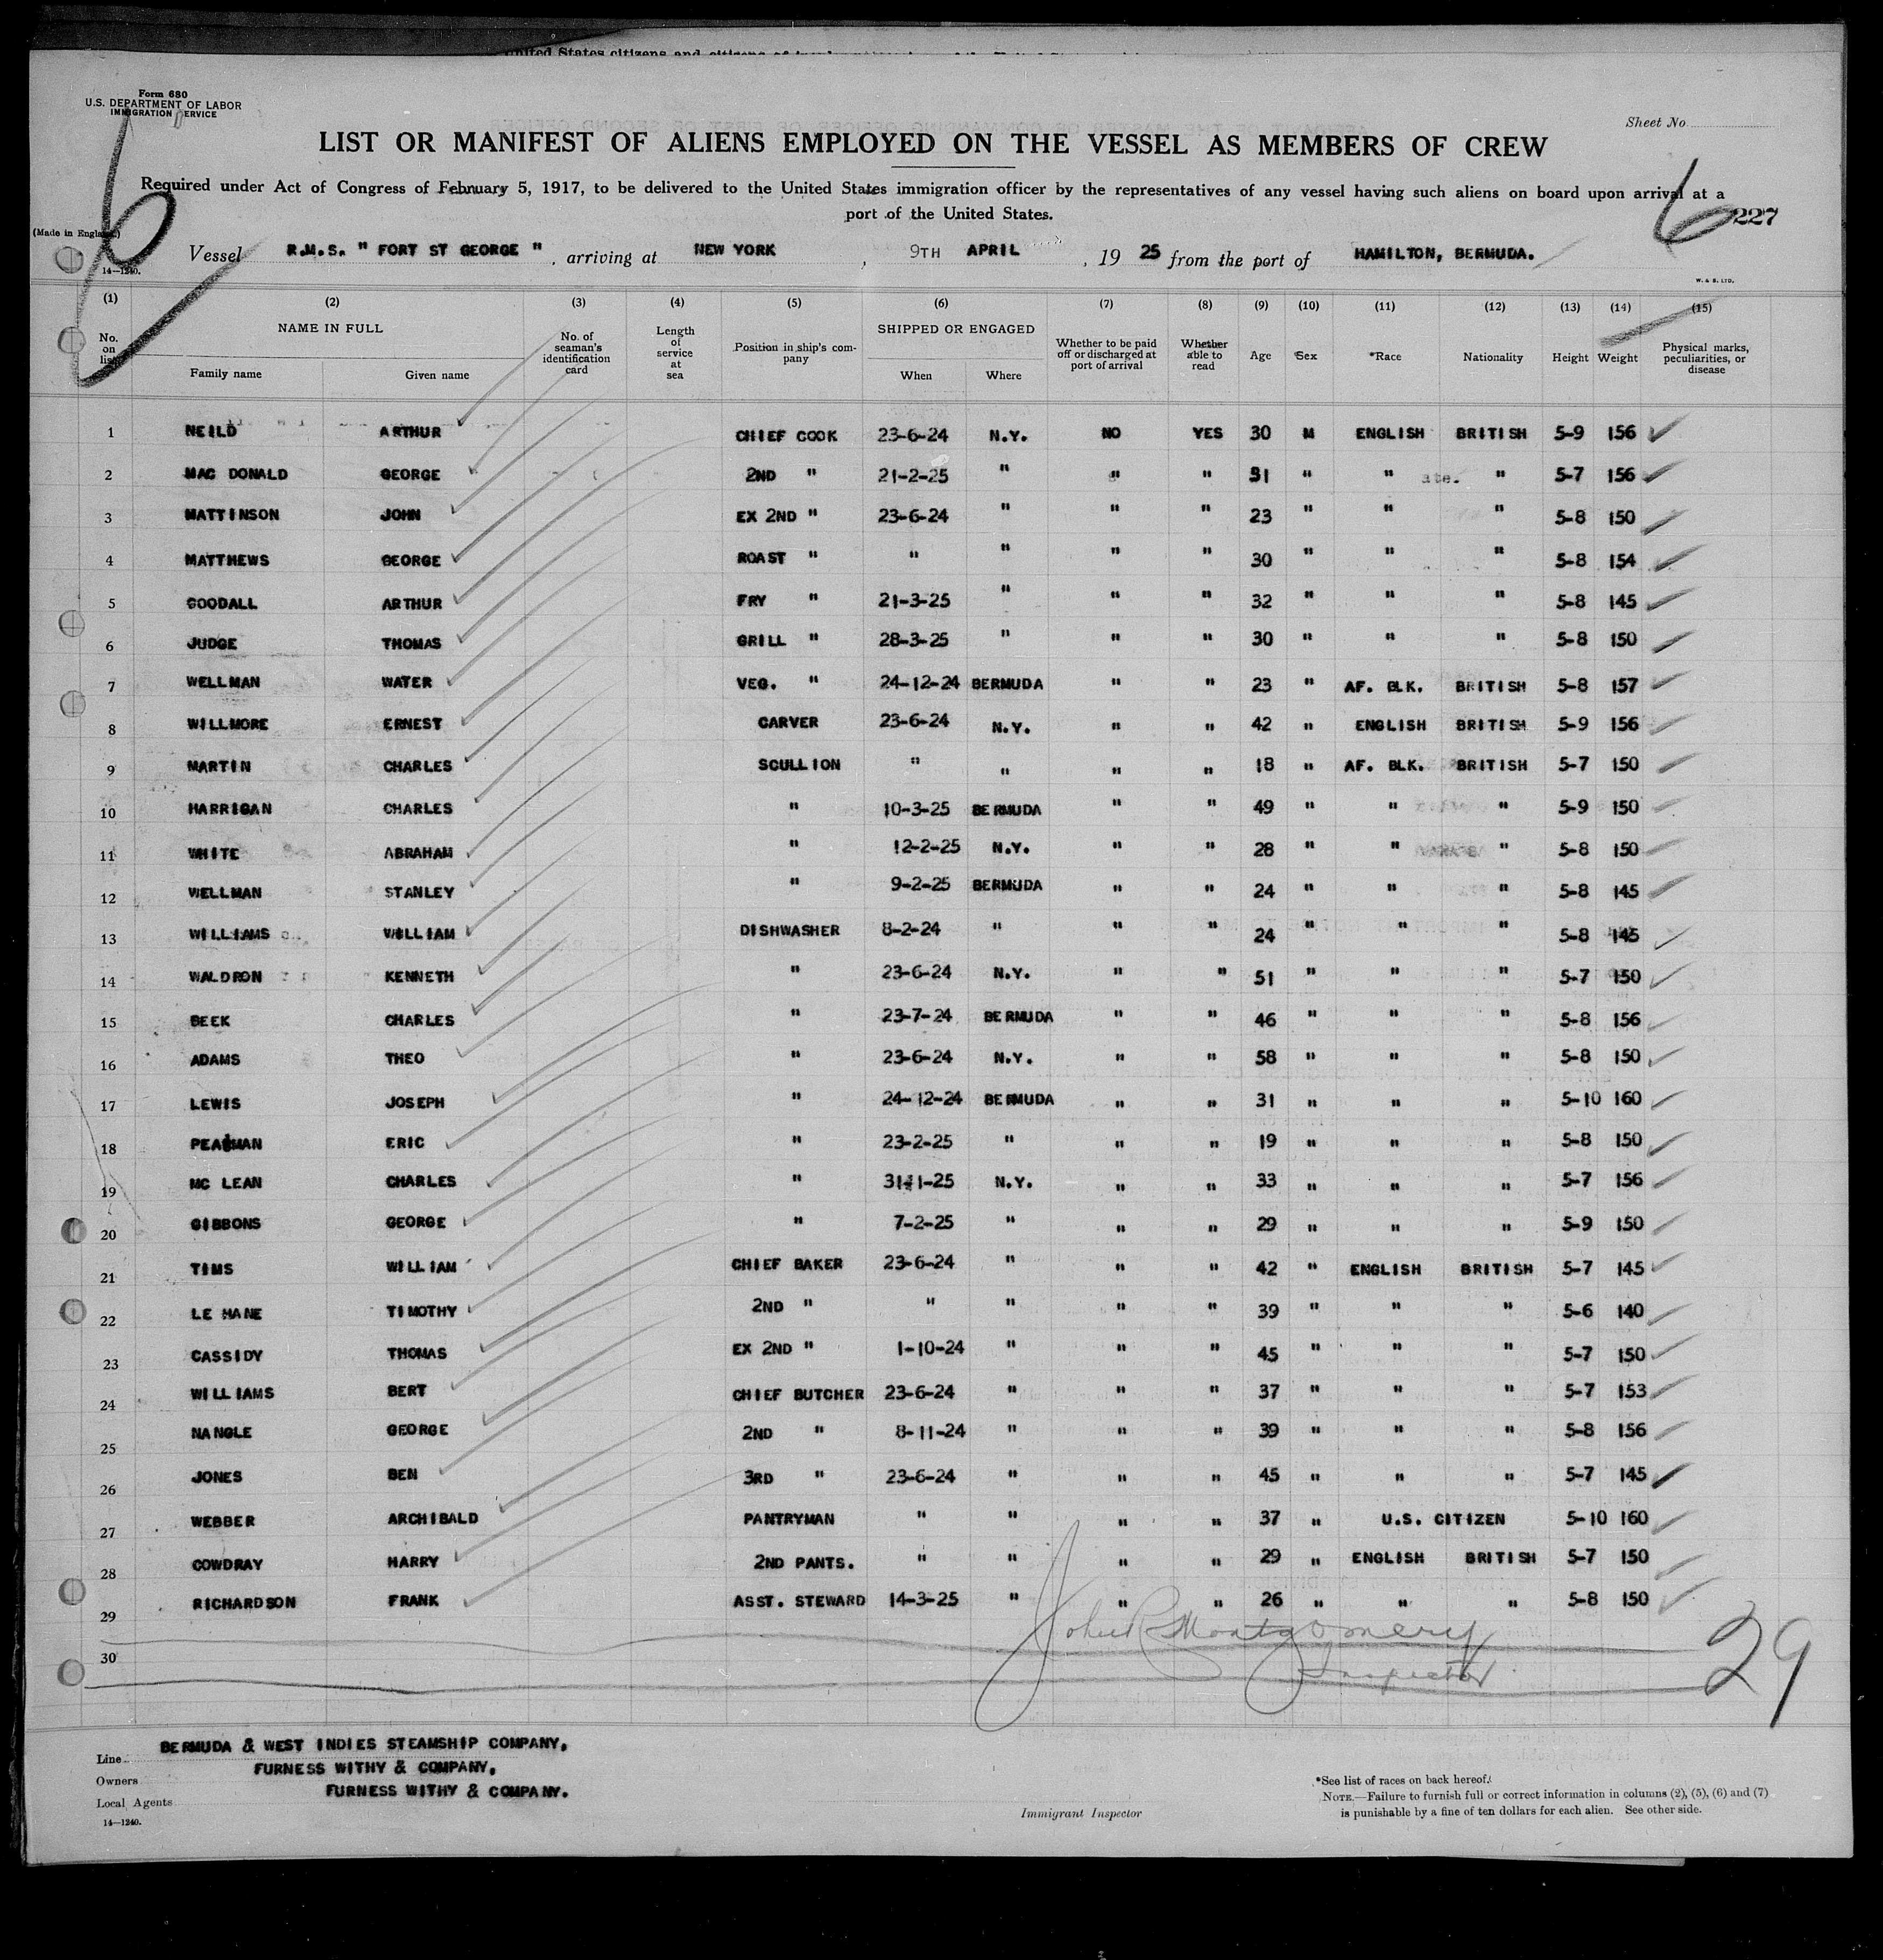 United States citizens and citizens of
Form 680
U.S. DEPARTMENT OF LABOR
IMMIGRATION SERVICE
Sheet No.
LIST OR MANIFEST OF ALIENS EMPLOYED ON THE VESSEL AS MEMBERS OF CREW
Required under Act of Congress of February 5, 1917, to be delivered to the United States immigration officer by the representatives of any vessel having such aliens on board upon arrival at a
port of the United States.
6 6 227
(Made in England.)
Vessel R.M.S. " FORT ST GEORGE ", arriving at NEW YORK, 9TH APRIL, 19 25 from the port of HAMILTON, BERMUDA.
14—1240.
W. & S. LTD.
(1) (2) (3) (4) (5) (6) (7) (8) (9) (10) (11) (12) (13) (14) (15)
No. on list
NAME IN FULL
Family name Given name
No. of seaman's identification card
Length of service at sea
Position in ship's company
SHIPPED OR ENGAGED
When Where
Whether to be paid off or discharged at port of arrival
Whether able to read
Age Sex *Race Nationality Height Weight
Physical marks, peculiarities, or disease
1 NEILD ARTHUR CHIEF COOK 23-6-24 N.Y. NO YES 30 M ENGLISH BRITISH 5-9 156
2 MAC DONALD GEORGE 2ND " 21-2-25 " " " 31 " " " 5-7 156
3 MATTINSON JOHN EX 2ND " 23-6-24 " " " 23 " " " 5-8 150
4 MATTHEWS GEORGE ROAST " " " " " 30 " " " 5-8 154
5 GOODALL ARTHUR FRY " 21-3-25 " " " 32 " " " 5-8 145
6 JUDGE THOMAS GRILL " 28-3-25 " " " 30 " " " 5-8 150
7 WELLMAN WATER VEG. " 24-12-24 BERMUDA " " 23 " AF. BLK. BRITISH 5-8 157
8 WILLMORE ERNEST CARVER 23-6-24 N.Y. " " 42 " ENGLISH BRITISH 5-9 156
9 MARTIN CHARLES SCULLION " " " " 18 " AF. BLK. BRITISH 5-7 150
10 HARRIGAN CHARLES " 10-3-25 BERMUDA " " 49 " " " 5-9 150
11 WHITE ABRAHAM " 12-2-25 N.Y. " " 28 " " " 5-8 150
12 WELLMAN STANLEY " 9-2-25 BERMUDA " " 24 " " " 5-8 145
13 WILLIAMS WILLIAM DISHWASHER 8-2-24 " " " 24 " " " 5-8 145
14 WALDRON KENNETH " 23-6-24 N.Y. " " 51 " " " 5-7 150
15 BEEK CHARLES " 23-7-24 BERMUDA " " 46 " " " 5-8 156
16 ADAMS THEO " 23-6-24 N.Y. " " 58 " " " 5-8 150
17 LEWIS JOSEPH " 24-12-24 BERMUDA " " 31 " " " 5-10 160
18 PEARMAN ERIC " 23-2-25 " " " 19 " " " 5-8 150
19 MC LEAN CHARLES " 31-1-25 N.Y. " " 33 " " " 5-7 156
20 GIBBONS GEORGE " 7-2-25 " " " 29 " " " 5-9 150
21 TIMS WILLIAM CHIEF BAKER 23-6-24 " " " 42 " ENGLISH BRITISH 5-7 145
22 LE MANE TIMOTHY 2ND " " " " " 39 " " " 5-6 140
23 CASSIDY THOMAS EX 2ND " 1-10-24 " " " 45 " " " 5-7 150
24 WILLIAMS BERT CHIEF BUTCHER 23-6-24 " " " 37 " " " 5-7 153
25 NANGLE GEORGE 2ND " 8-11-24 " " " 39 " " " 5-8 156
26 JONES BEN 3RD " 23-6-24 " " " 45 " " " 5-7 145
27 WEBBER ARCHIBALD PANTRYMAN " " " " 37 " U.S. CITIZEN 5-10 160
28 COWDRAY HARRY 2ND PANTS. " " " " 29 " ENGLISH BRITISH 5-7 150
29 RICHARDSON FRANK ASST. STEWARD 14-3-25 " " " 26 " " " 5-8 150
30
John R Montgomery
Inspector
29
Line BERMUDA & WEST INDIES STEAMSHIP COMPANY,
Owners FURNESS WITHY & COMPANY,
Local Agents FURNESS WITHY & COMPANY.
14—1240.
Immigrant Inspector
*See list of races on back hereof.
NOTE.—Failure to furnish full or correct information in columns (2), (5), (6) and (7)
is punishable by a fine of ten dollars for each alien. See other side.